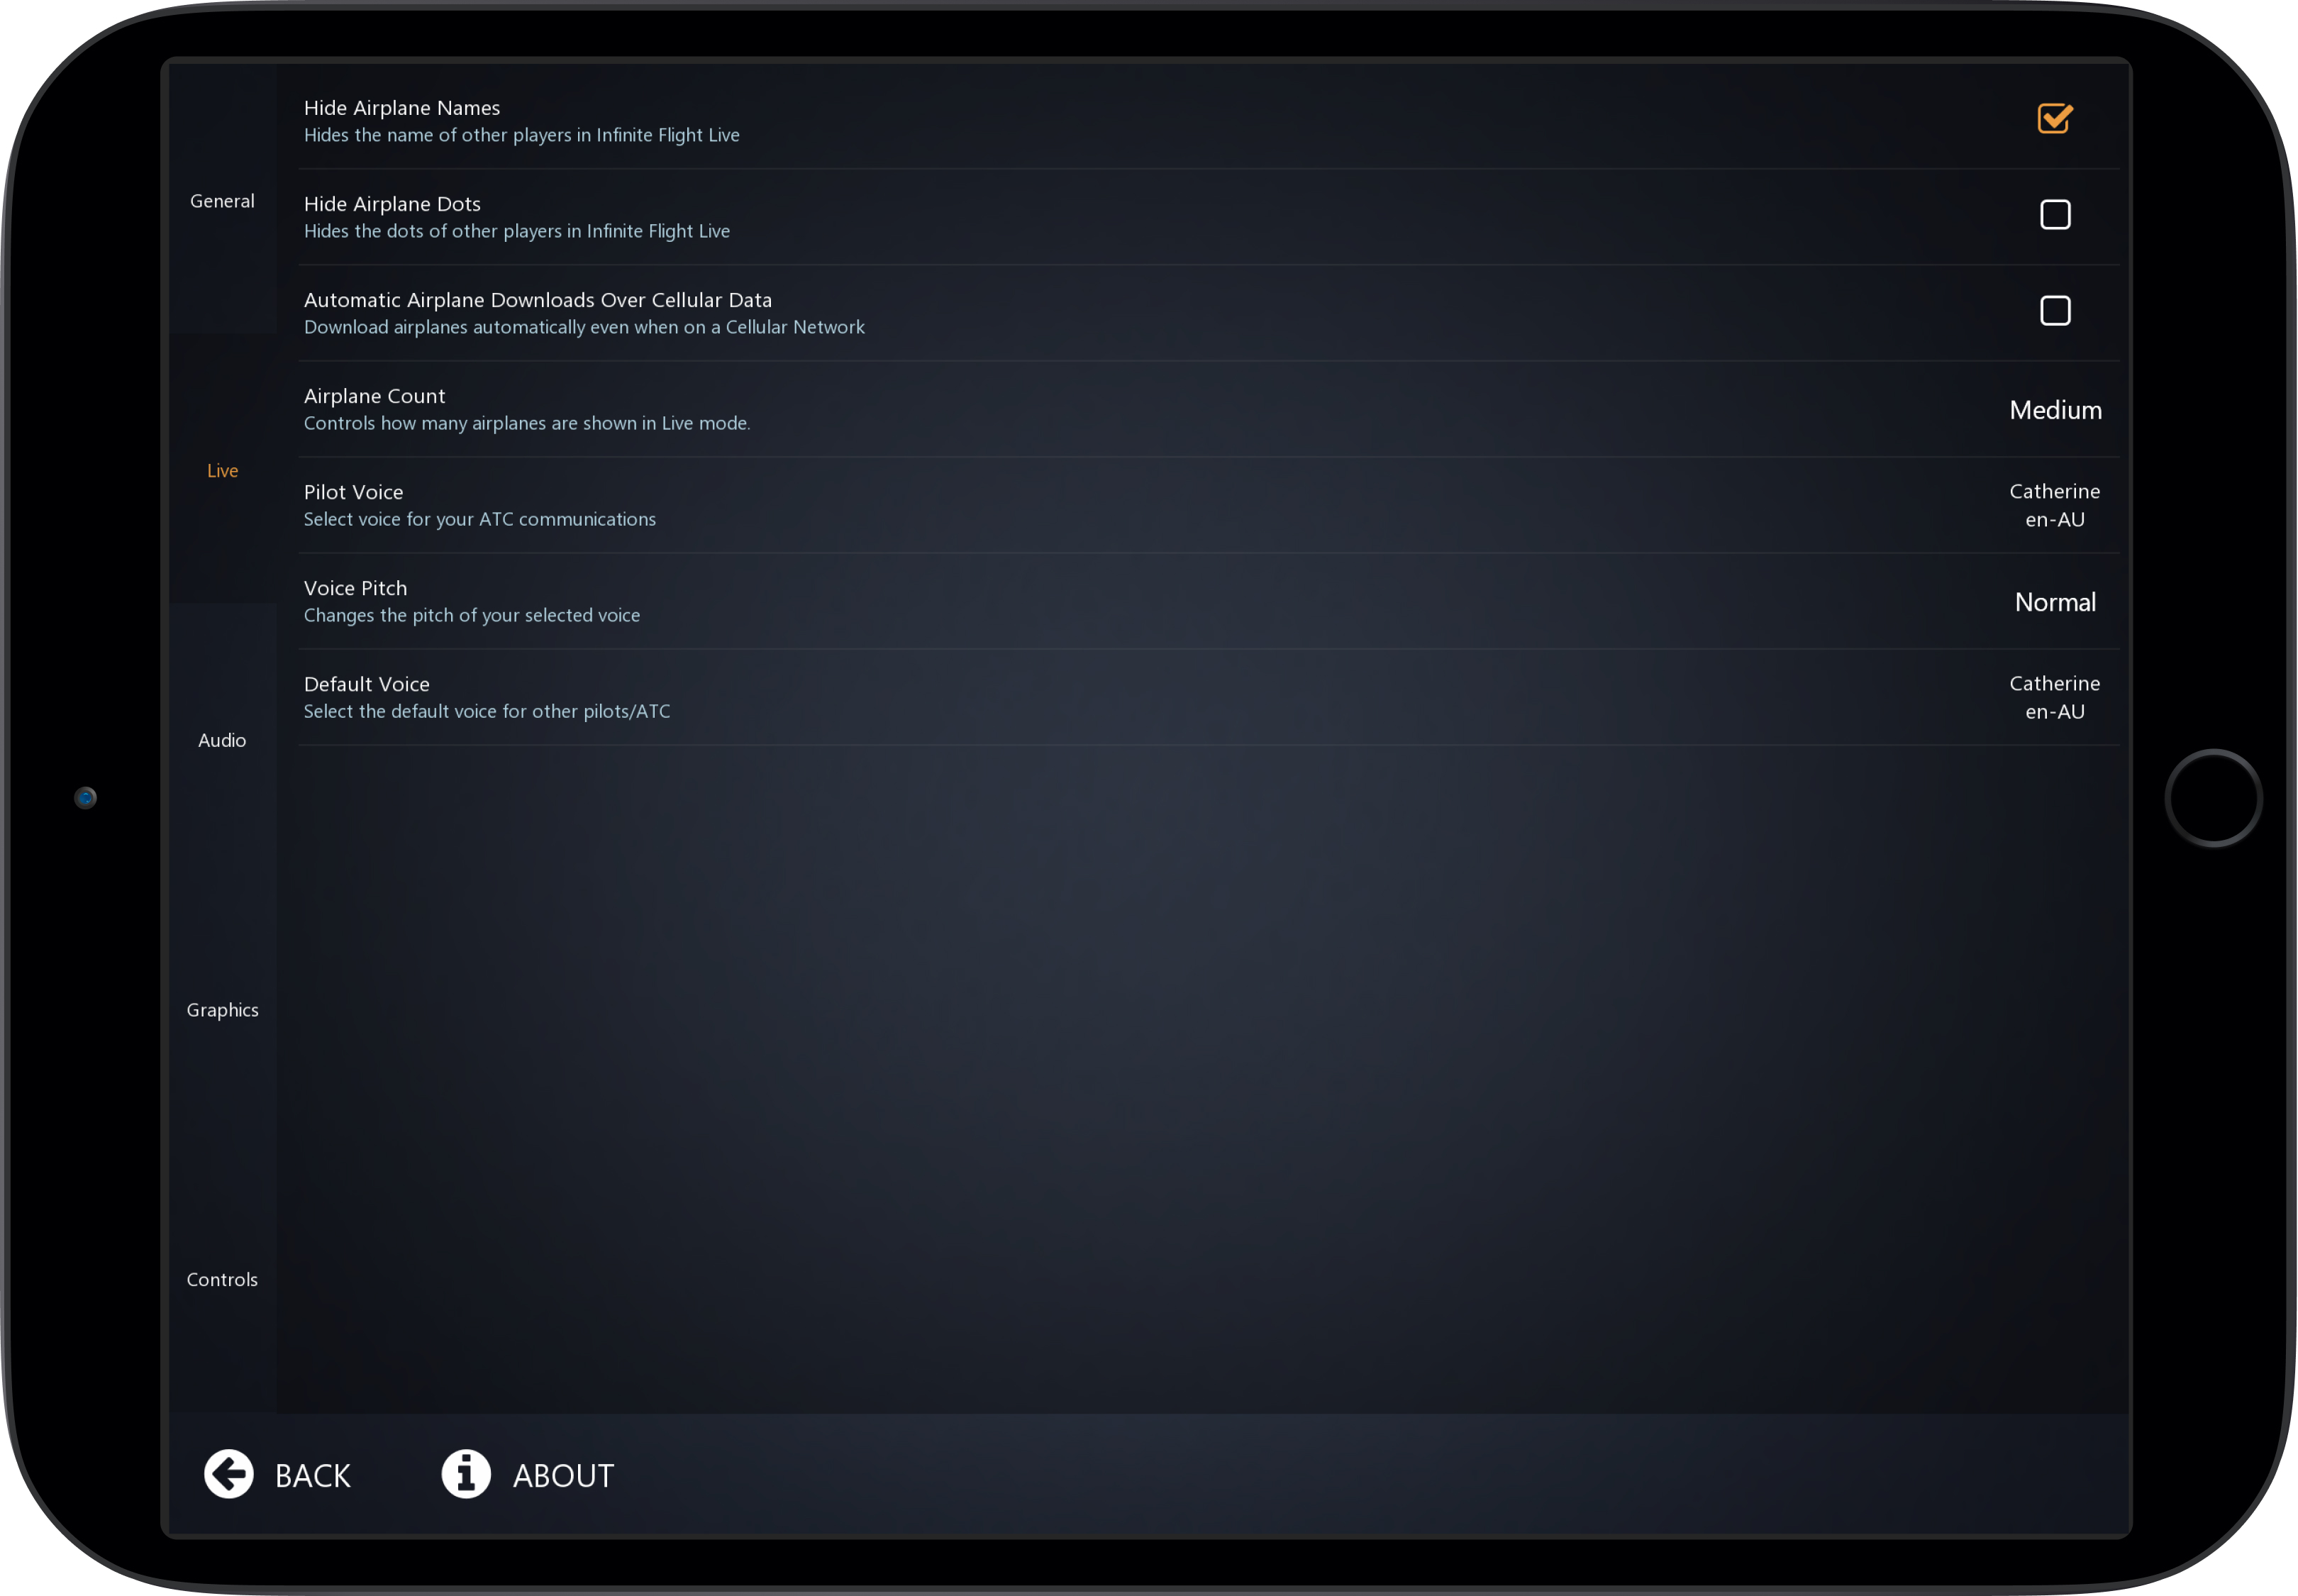 General
Live
Audio
Graphics
Controls
Hide Airplane Names
Hides the name of other players in Infinite Flight Live
Hide Airplane Dots
Hides the dots of other players in Infinite Flight Live
Automatic Airplane Downloads Over Cellular Data
Download airplanes automatically even when on a Cellular Network
Airplane Count
Controls how many airplanes are shown in Live mode.
Medium
Pilot Voice
Select voice for your ATC communications
Catherine
en-AU
Voice Pitch
Changes the pitch of your selected voice
Normal
Default Voice
Select the default voice for other pilots/ATC
Catherine
en-AU
BACK
ABOUT